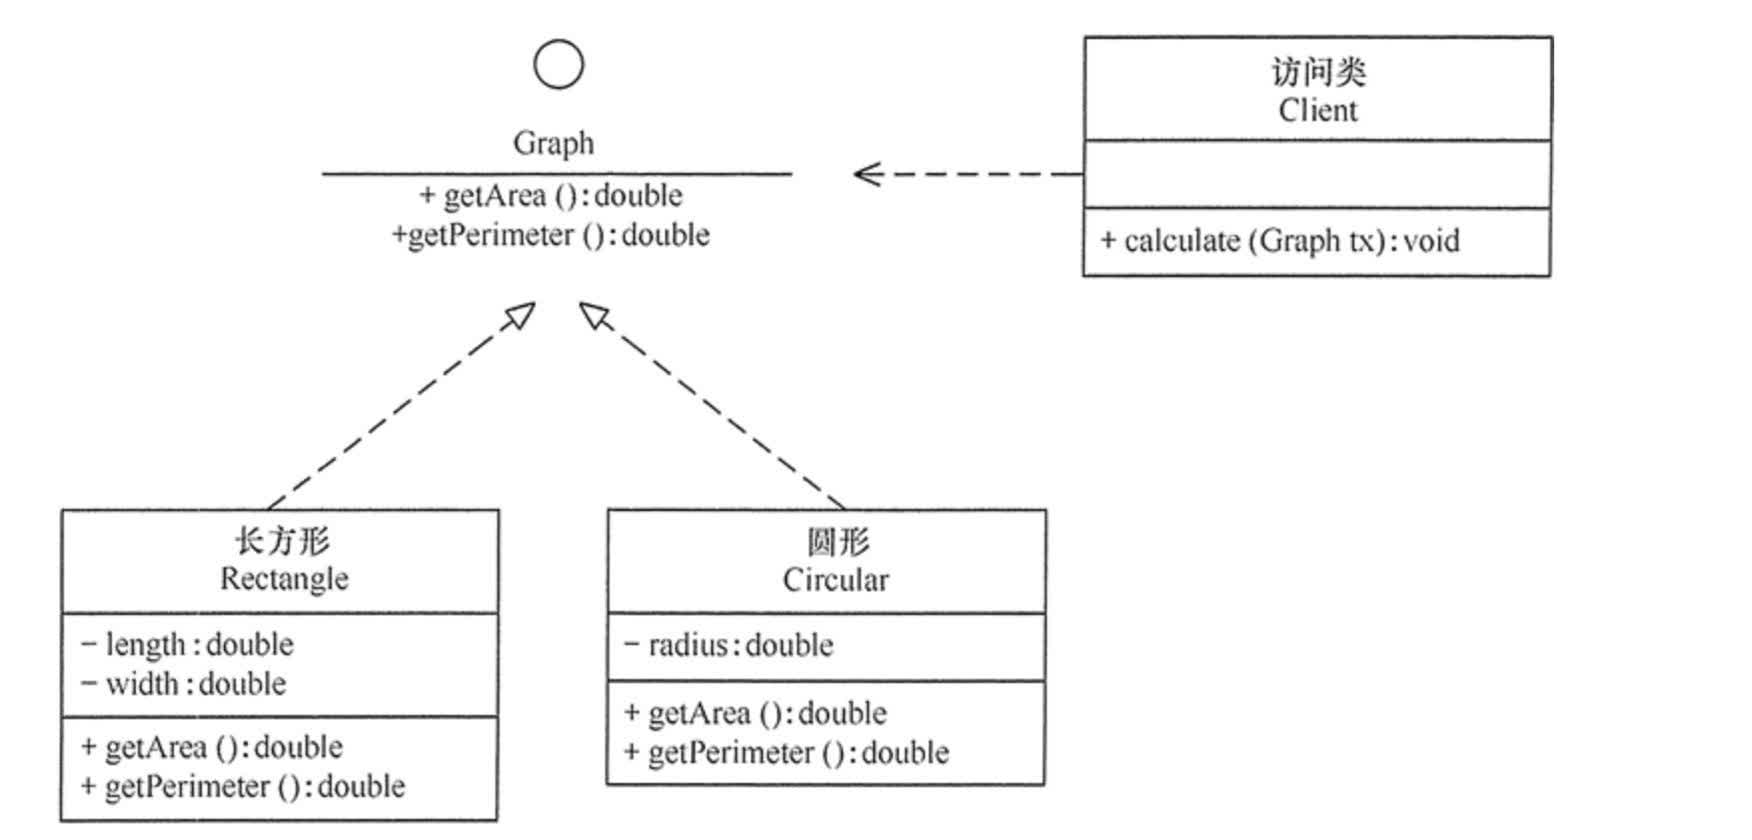 Graph
+ getArea ():double
+getPerimeter ():double
访问类
Client
+ calculate (Graph tx):void
长方形
Rectangle
− length:double
− width:double
+ getArea ():double
+ getPerimeter ():double
圆形
Circular
− radius:double
+ getArea ():double
+ getPerimeter ():double